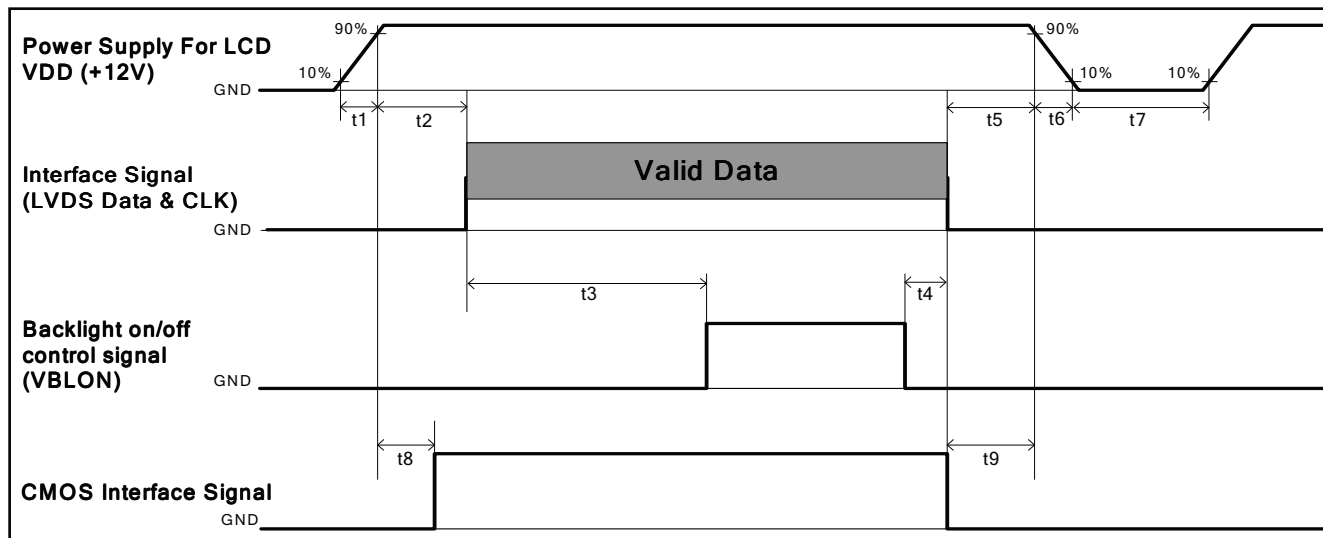 Power Supply For LCD
VDD (+12V)
90%
10%
GND
90%
10%
10%
t1
t2
t5
t6
t7
Interface Signal
(LVDS Data & CLK)
Valid Data
GND
t3
t4
Backlight on/off
control signal
(VBLON)
GND
t8
t9
CMOS Interface Signal
GND